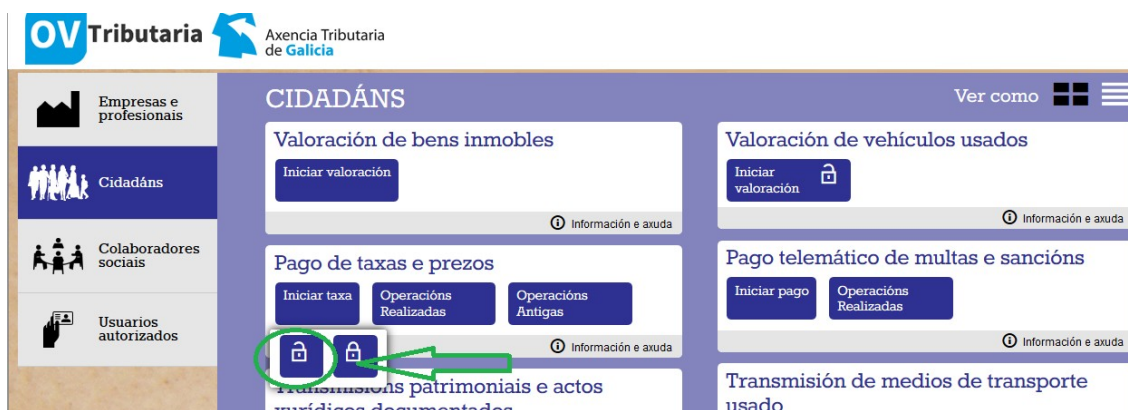 OV Tributaria
Axencia Tributaria
de Galicia
Empresas e
profesionais
Cidadáns
Colaboradores
sociais
Usuarios
autorizados
CIDADÁNS
Ver como
Valoración de bens inmobles
Iniciar valoración
Información e axuda
Valoración de vehículos usados
Iniciar
valoración
Información e axuda
Pago de taxas e prezos
Iniciar taxa
Operacións
Realizadas
Operacións
Antigas
Información e axuda
Pago telemático de multas e sancións
Iniciar pago
Operacións
Realizadas
Información e axuda
Transmisións patrimoniais e actos
xurídicos documentados
Transmisión de medios de transporte
usado